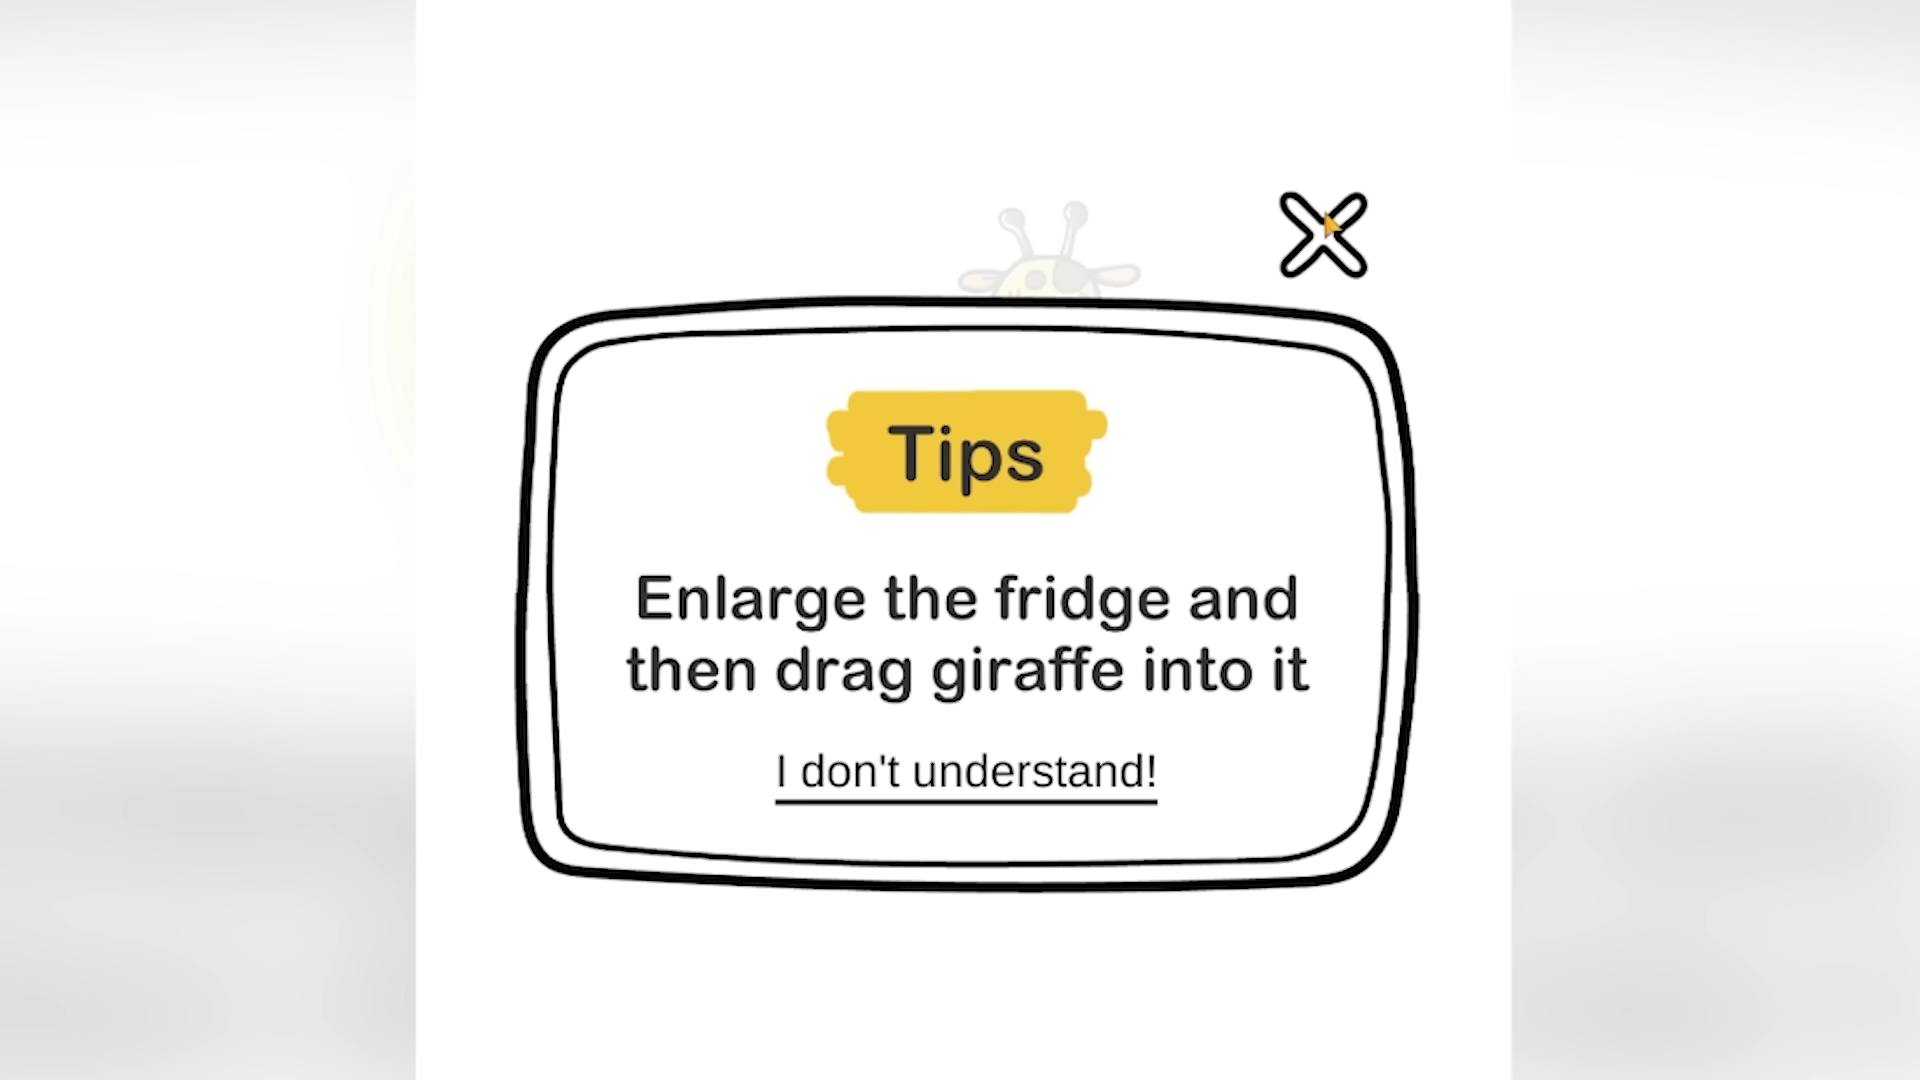 Tips
Enlarge the fridge and
then drag giraffe into it
I don't understand!